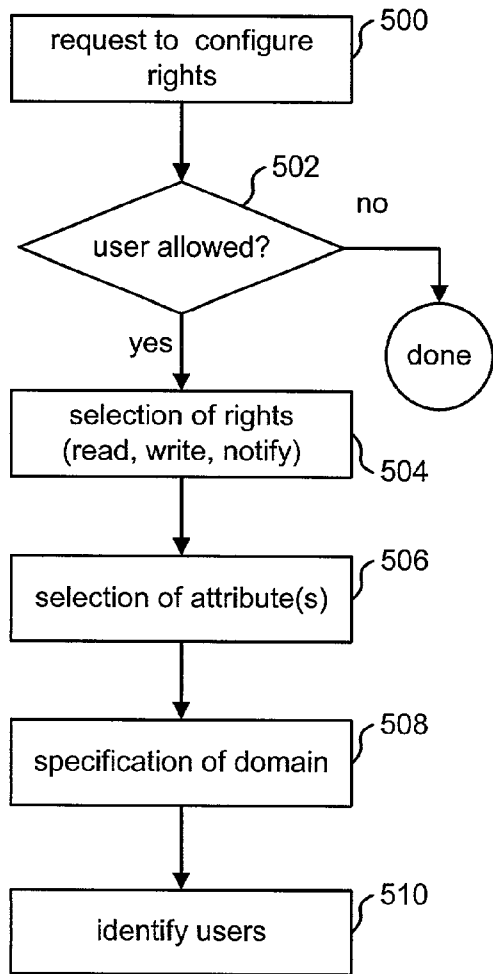 request to configure
rights
500
502
user allowed?
no
done
yes
selection of rights
(read, write, notify)
504
506
selection of attribute(s)
508
specification of domain
510
identify users